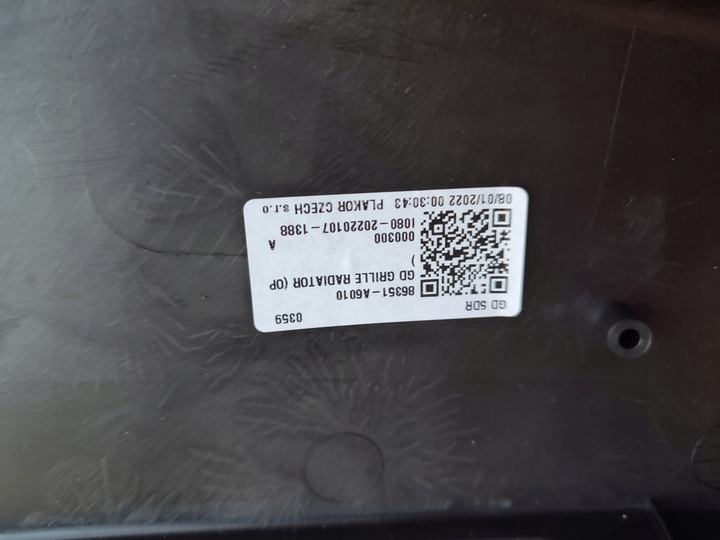 GD 5DR 0359
86351-A6010
GD GRILLE RADIATOR (OP
)
000300 A
I080-20220107-1388
08/01/2022 00:30:43 PLAKOR CZECH s.r.o